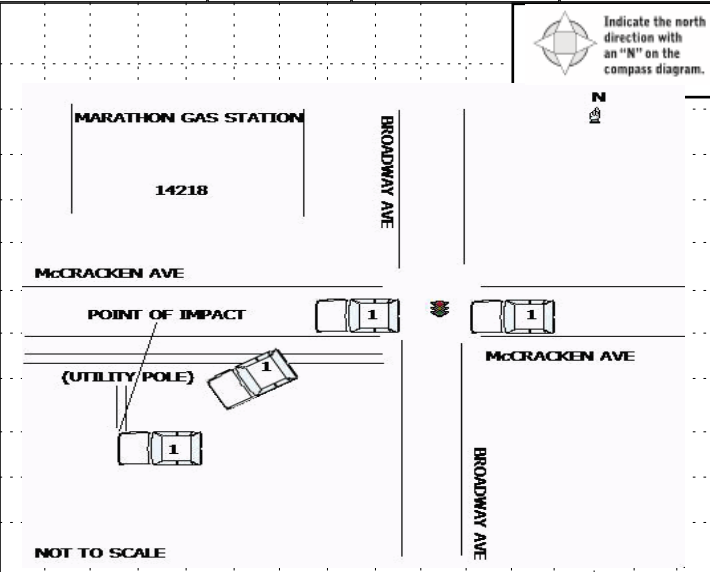 Indicate the north
direction with
an “N” on the
compass diagram.
N
MARATHON GAS STATION
14218
BROADWAY AVE
McCRACKEN AVE
POINT OF IMPACT
1
1
McCRACKEN AVE
1
(UTILITY POLE)
1
BROADWAY AVE
NOT TO SCALE